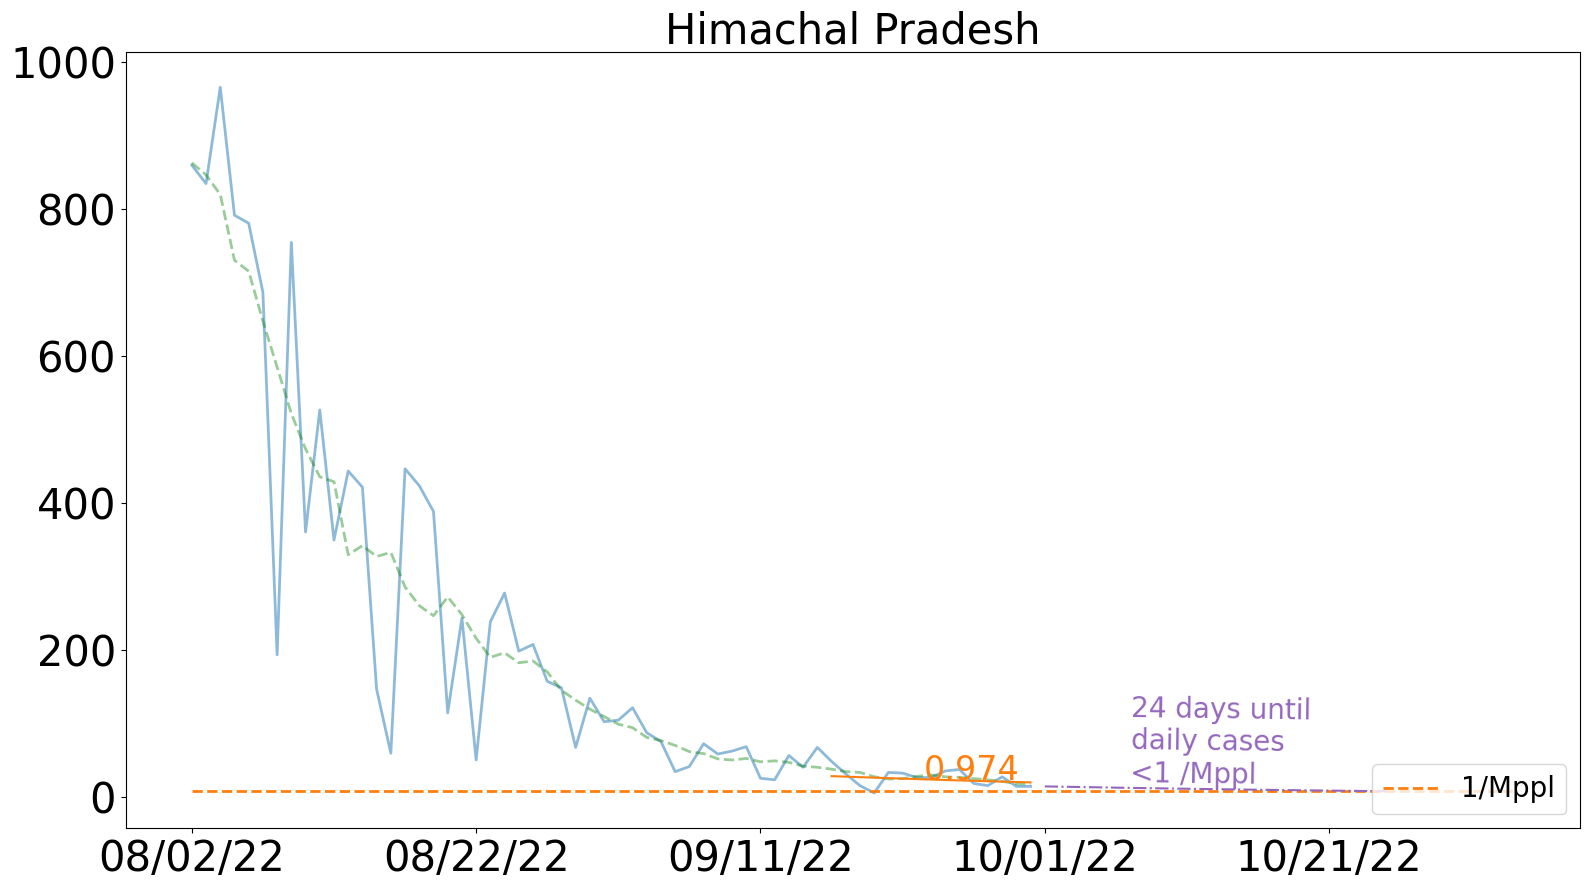 Himachal Pradesh
1000
800
600
400
200
0
0.974
24 days until
daily cases
<1 /Mppl
1/Mppl
08/02/22
08/22/22
09/11/22
10/01/22
10/21/22